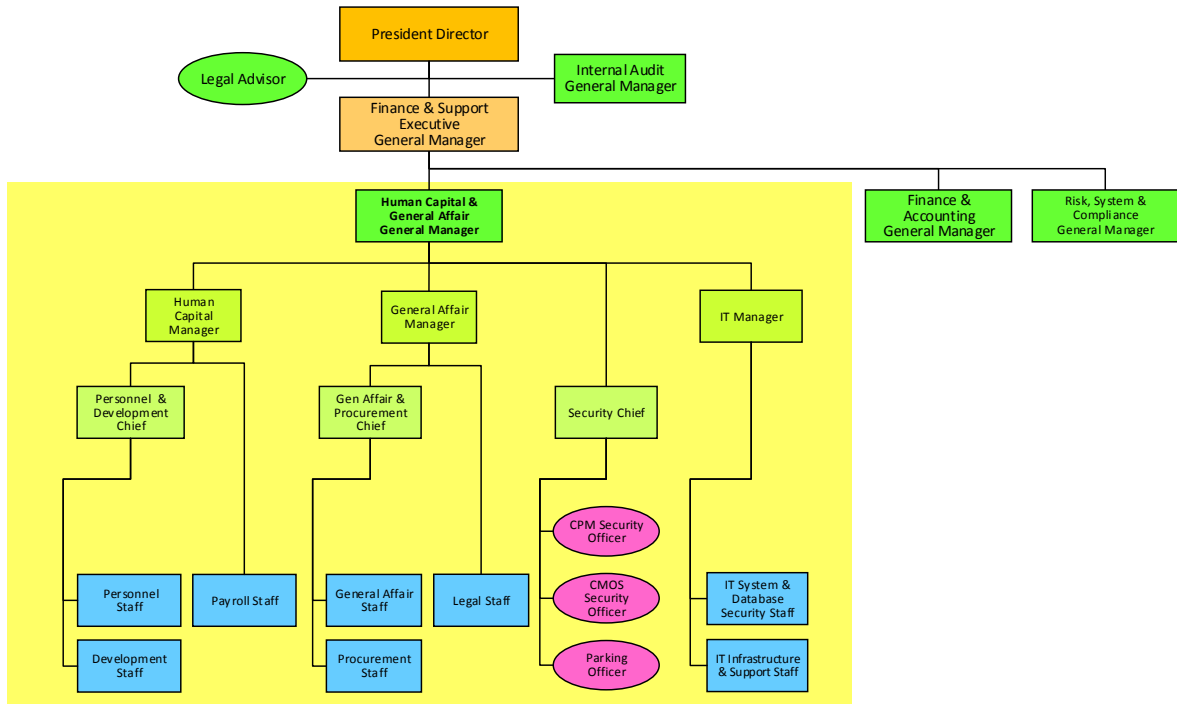 President Director
Legal Advisor
Internal Audit
General Manager
Finance & Support
Executive
General Manager
Human Capital &
General Affair
General Manager
Finance &
Accounting
General Manager
Risk, System &
Compliance
General Manager
Human
Capital
Manager
General Affair
Manager
IT Manager
Personnel &
Development
Chief
Gen Affair &
Procurement
Chief
Security Chief
CPM Security
Officer
Personnel
Staff
Payroll Staff
General Affair
Staff
Legal Staff
CMOS
Security
Officer
IT System &
Database
Security Staff
Development
Staff
Procurement
Staff
Parking
Officer
IT Infrastructure
& Support Staff